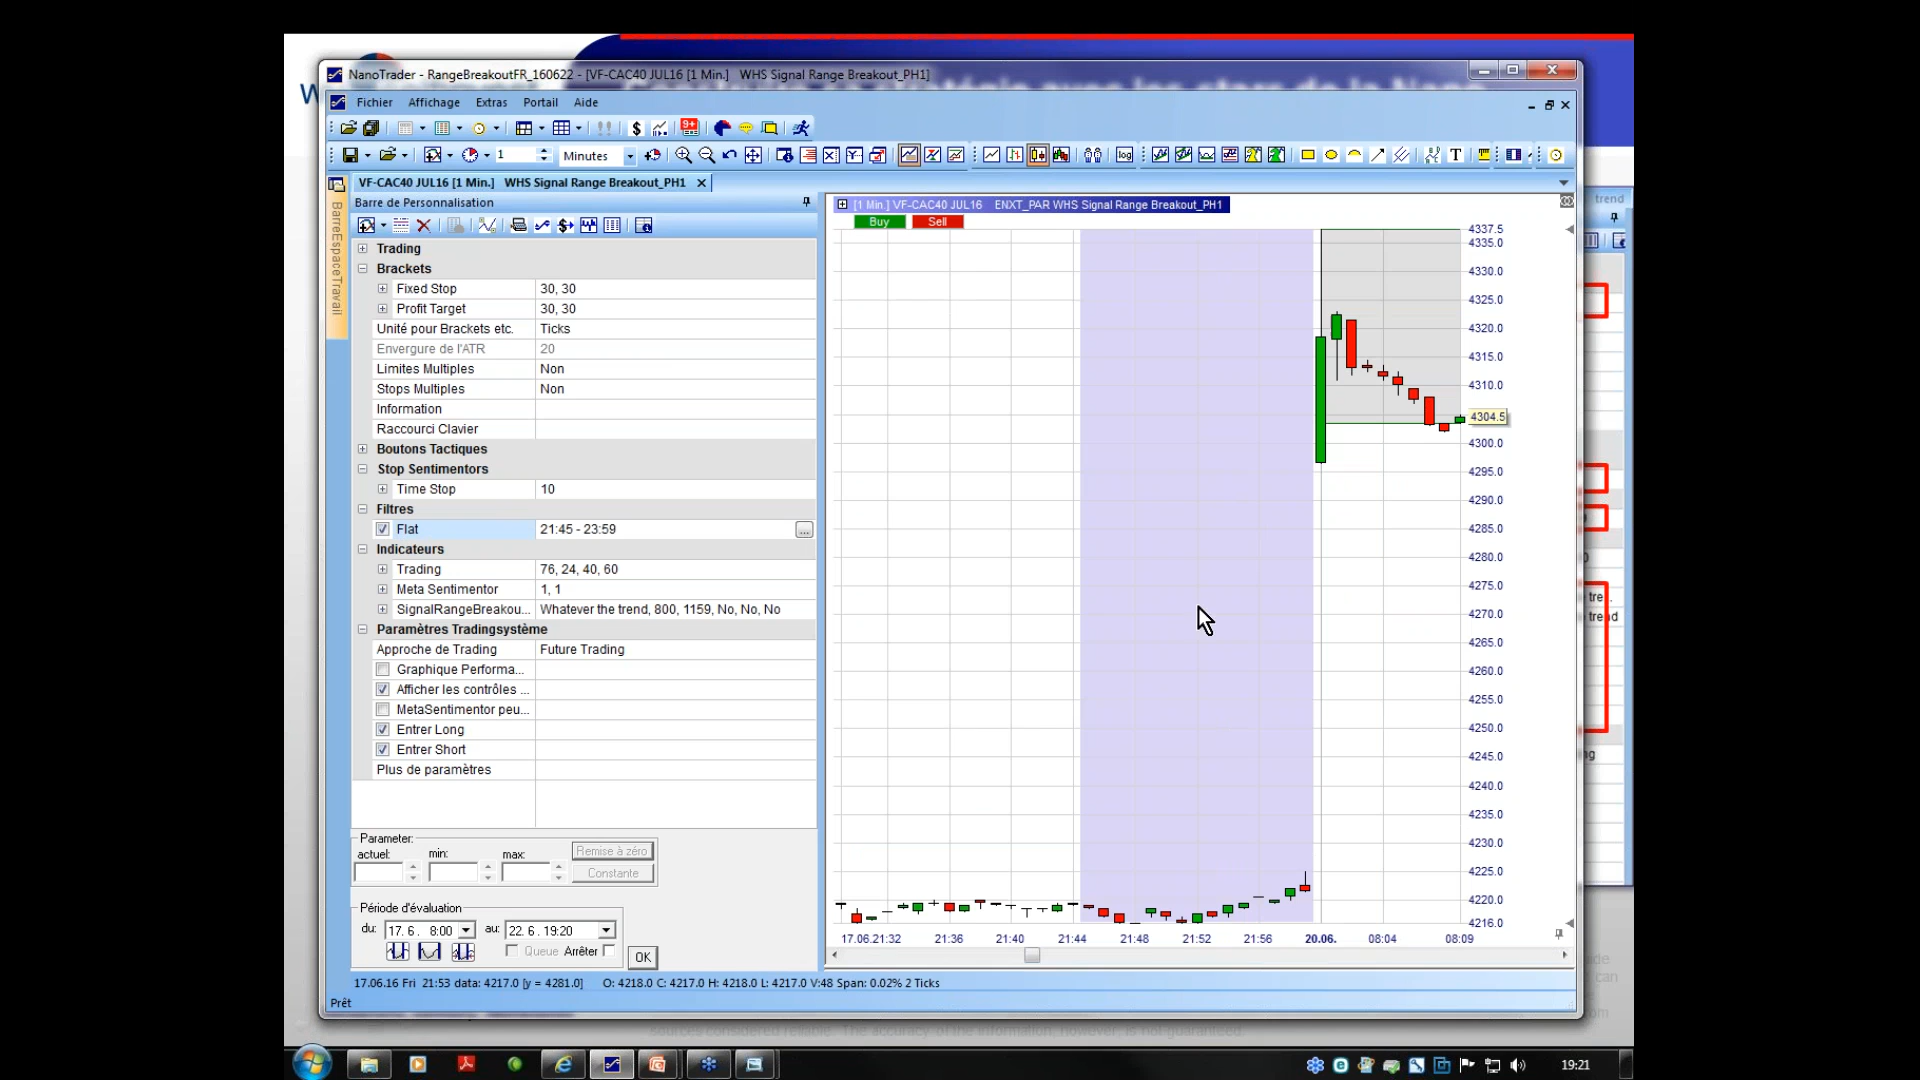 NanoTrader - RangeBreakoutFR_160622 - [VF-CAC40 JUL16 [1 Min.]   WHS Signal Range Breakout_PH1]
Fichier Affichage Extras Portail Aide
9+
1 Minutes
$ log T
VF-CAC40 JUL16 [1 Min.]   WHS Signal Range Breakout_PH1
BarreEspaceTravail
Barre de Personnalisation
Trading
Brackets
Fixed Stop 30, 30
Profit Target 30, 30
Unité pour Brackets etc. Ticks
Envergure de l'ATR 20
Limites Multiples Non
Stops Multiples Non
Information
Raccourci Clavier
Boutons Tactiques
Stop Sentimentors
Time Stop 10
Filtres
Flat 21:45 - 23:59 ...
Indicateurs
Trading 76, 24, 40, 60
Meta Sentimentor 1, 1
SignalRangeBreakou... Whatever the trend, 800, 1159, No, No, No
Paramètres Tradingsystème
Approche de Trading Future Trading
Graphique Performa...
Afficher les contrôles ...
MetaSentimentor peu...
Entrer Long
Entrer Short
Plus de paramètres
Parameter:
actuel: min: max: Remise à zéro
Constante
Période d'évaluation
du: 17. 6. 8:00 au: 22. 6. 19:20
Queue Arrêter OK
[1 Min.] VF-CAC40 JUL16 ENXT_PAR WHS Signal Range Breakout_PH1
Buy Sell
4337.5
4335.0
4330.0
4325.0
4320.0
4315.0
4310.0
4304.5
4300.0
4295.0
4290.0
4285.0
4280.0
4275.0
4270.0
4265.0
4260.0
4255.0
4250.0
4245.0
4240.0
4235.0
4230.0
4225.0
4220.0
4216.0
17.06.21:32 21:36 21:40 21:44 21:48 21:52 21:56 20.06. 08:04 08:09
17.06.16 Fri 21:53 data: 4217.0 [y = 4281.0] O: 4218.0 C: 4217.0 H: 4218.0 L: 4217.0 V:48 Span: 0.02% 2 Ticks
Prêt
trend
trend
19:21